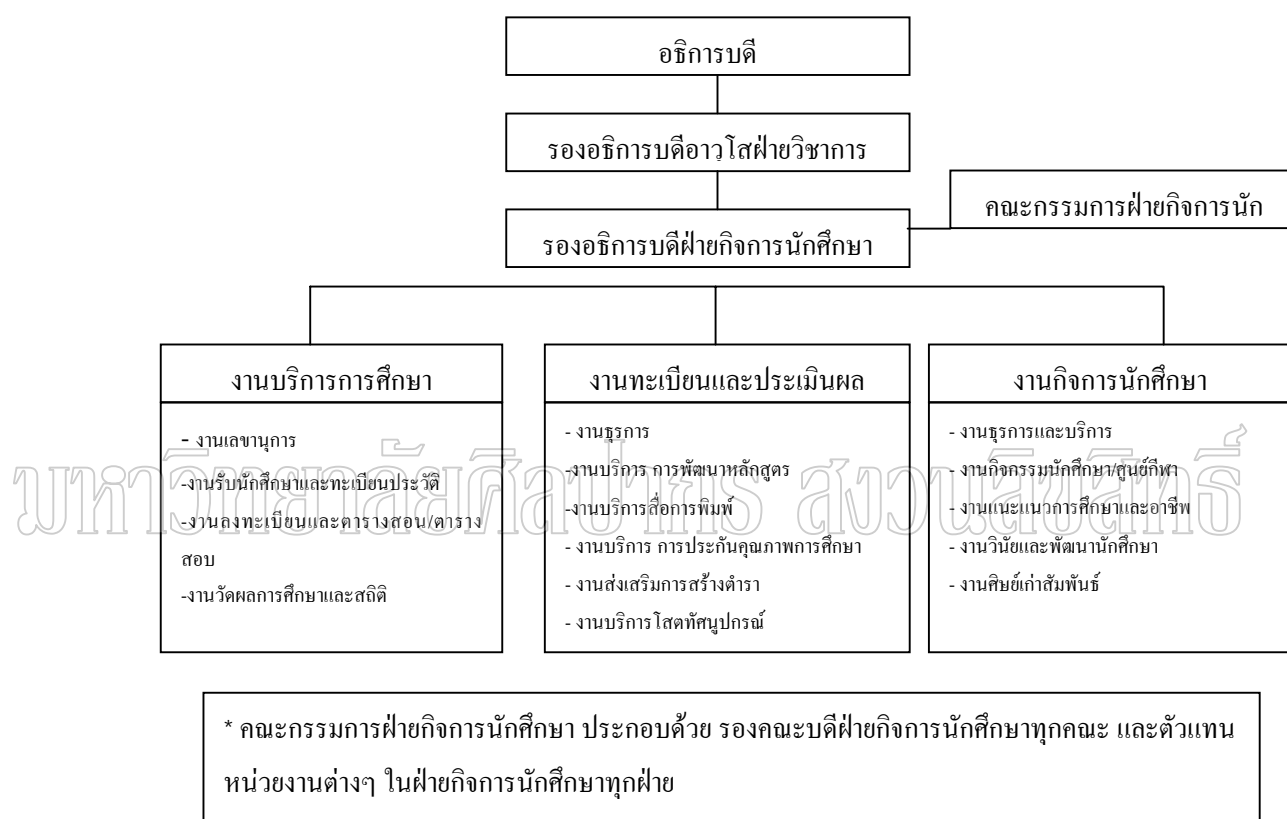 อธิการบดี
รองอธิการบดีอาวุโสฝ่ายวิชาการ
คณะกรรมการฝ่ายกิจการนัก
รองอธิการบดีฝ่ายกิจการนักศึกษา
งานบริการการศึกษา
- งานเลขานุการ
-งานรับนักศึกษาและทะเบียนประวัติ
-งานลงทะเบียนและตารางสอน/ตาราง
สอบ
-งานวัดผลการศึกษาและสถิติ
งานทะเบียนและประเมินผล
- งานธุรการ
-งานบริการ การพัฒนาหลักสูตร
-งานบริการสื่อการพิมพ์
- งานบริการ การประกันคุณภาพการศึกษา
- งานส่งเสริมการสร้างตำรา
- งานบริการโสตทัศนูปกรณ์
งานกิจการนักศึกษา
- งานธุรการและบริการ
- งานกิจกรรมนักศึกษา/ศูนย์กีฬา
- งานแนะแนวการศึกษาและอาชีพ
- งานวินัยและพัฒนานักศึกษา
- งานศิษย์เก่าสัมพันธ์
มหาวิทยาลัยศิลปากร สงวนลิขสิทธิ์
* คณะกรรมการฝ่ายกิจการนักศึกษา ประกอบด้วย รองคณะบดีฝ่ายกิจการนักศึกษาทุกคณะ และตัวแทน
หน่วยงานต่างๆ ในฝ่ายกิจการนักศึกษาทุกฝ่าย